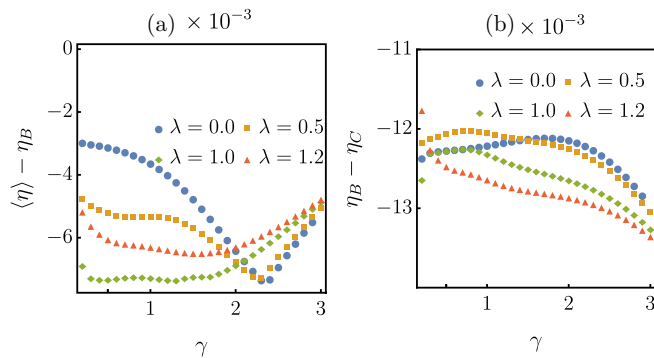 (a) × 10⁻³
0
−2
−4
−6
⟨η⟩ − η_B
λ = 0.0 λ = 0.5
λ = 1.0 λ = 1.2
1 2 3
γ
(b) × 10⁻³
−11
−12
−13
η_B − η_C
λ = 0.0 λ = 0.5
λ = 1.0 λ = 1.2
1 2 3
γ